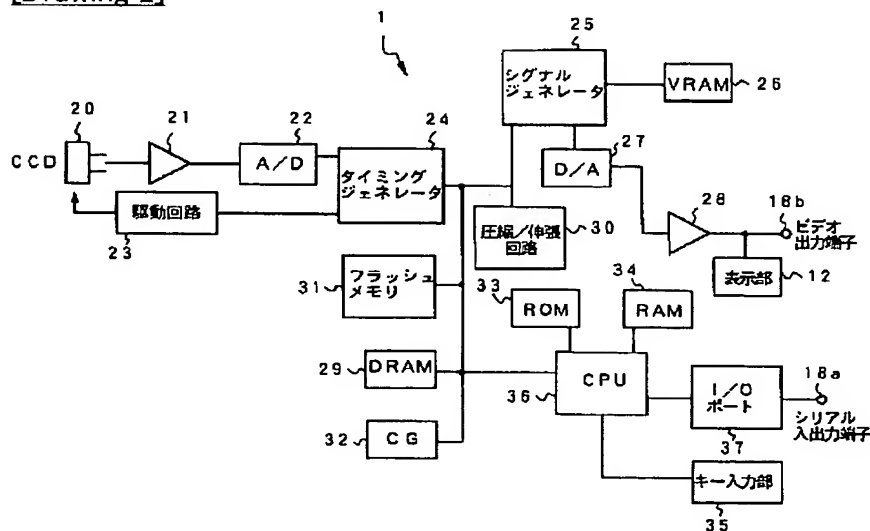 1
25
シグナル
ジェネレータ
VRAM
26
20
21
22
24
CCD
A/D
タイミング
ジェネレータ
27
D/A
駆動回路
23
28
18b
ビデオ
出力端子
圧縮/伸張
回路
30
表示部
12
31
フラッシュ
メモリ
33
ROM
34
RAM
29
DRAM
CPU
36
I/O
ポート
37
18a
シリアル
入出力端子
32
CG
キー入力部
35